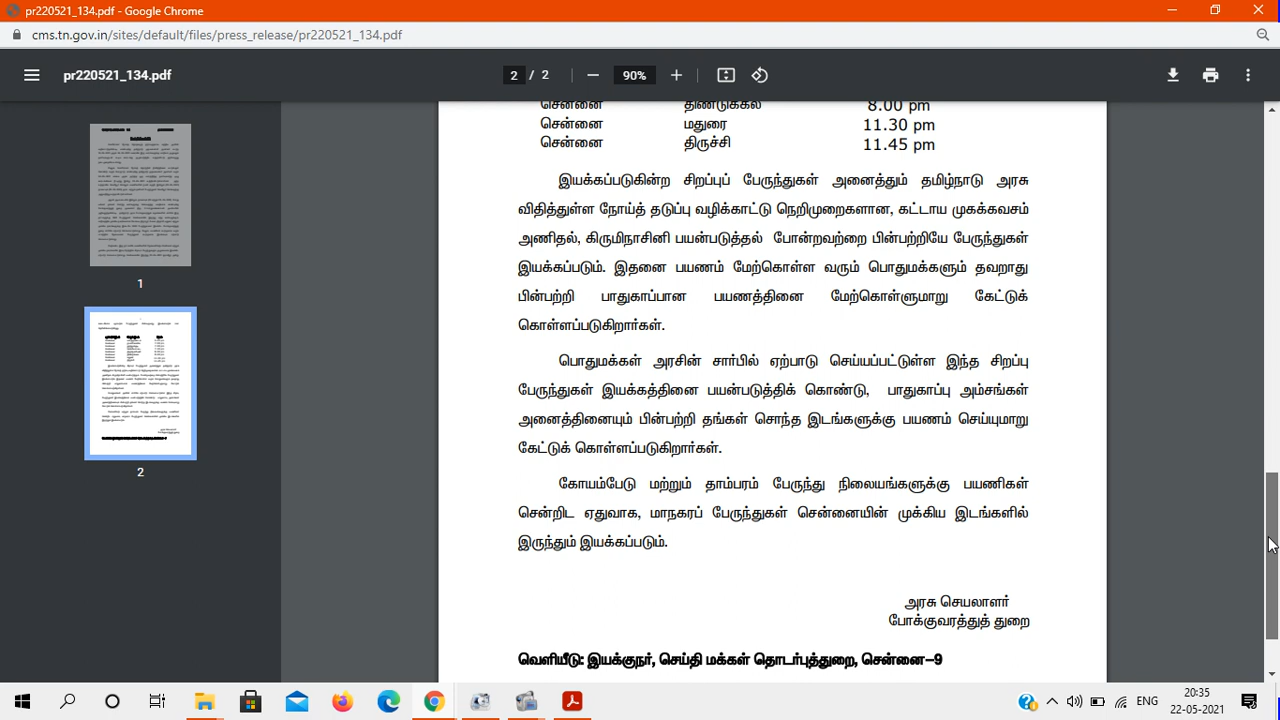 pr220521_134.pdf - Google Chrome
cms.tn.gov.in/sites/default/files/press_release/pr220521_134.pdf
pr220521_134.pdf
2 / 2
90%
சென்னை திண்டுக்கல் 8.00 pm
சென்னை மதுரை 11.30 pm
சென்னை திருச்சி 11.45 pm
இயக்கப்படுகின்ற சிறப்புப் பேருந்துகள் அனைத்தும் தமிழ்நாடு அரசு
விதித்துள்ள நோய்த் தடுப்பு வழிக்காட்டு நெறிமுறைகளான, கட்டாய முகக்கவசம்
அணிதல், கிருமிநாசினி பயன்படுத்தல் போன்றவற்றை பின்பற்றியே பேருந்துகள்
இயக்கப்படும். இதனை பயணம் மேற்கொள்ள வரும் பொதுமக்களும் தவறாது
பின்பற்றி பாதுகாப்பான பயணத்தினை மேற்கொள்ளுமாறு கேட்டுக்
கொள்ளப்படுகிறார்கள்.
பொதுமக்கள் அரசின் சார்பில் ஏற்பாடு செய்யப்பட்டுள்ள இந்த சிறப்பு
பேருந்துகள் இயக்கத்தினை பயன்படுத்திக் கொண்டு, பாதுகாப்பு அம்சங்கள்
அனைத்தினையும் பின்பற்றி தங்கள் சொந்த இடங்களுக்கு பயணம் செய்யுமாறு
கேட்டுக் கொள்ளப்படுகிறார்கள்.
கோயம்பேடு மற்றும் தாம்பரம் பேருந்து நிலையங்களுக்கு பயணிகள்
சென்றிட ஏதுவாக, மாநகரப் பேருந்துகள் சென்னையின் முக்கிய இடங்களில்
இருந்தும் இயக்கப்படும்.
அரசு செயலாளர்
போக்குவரத்துத் துறை
வெளியீடு: இயக்குநர், செய்தி மக்கள் தொடர்புத்துறை, சென்னை-9
1
2
ENG
20:35
22-05-2021